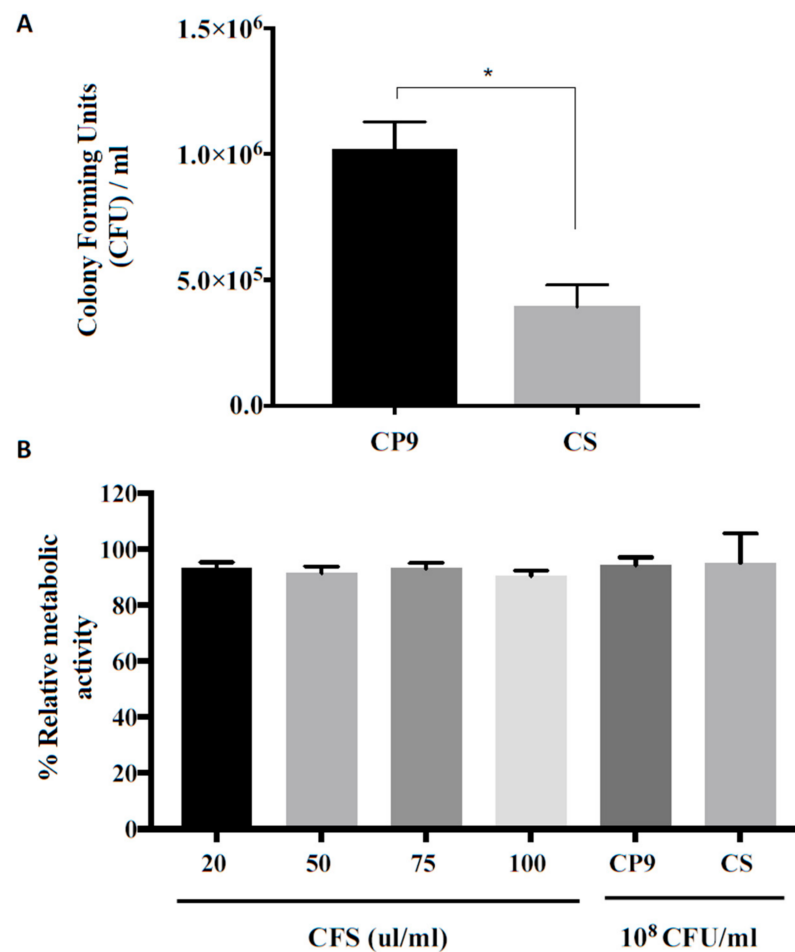 A
Colony Forming Units
(CFU) / ml
1.5×10⁶
1.0×10⁶
5.0×10⁵
0.0
*
CP9 CS
B
% Relative metabolic
activity
120
100
80
60
40
20
0
20 50 75 100 CP9 CS
CFS (ul/ml) 10⁸ CFU/ml